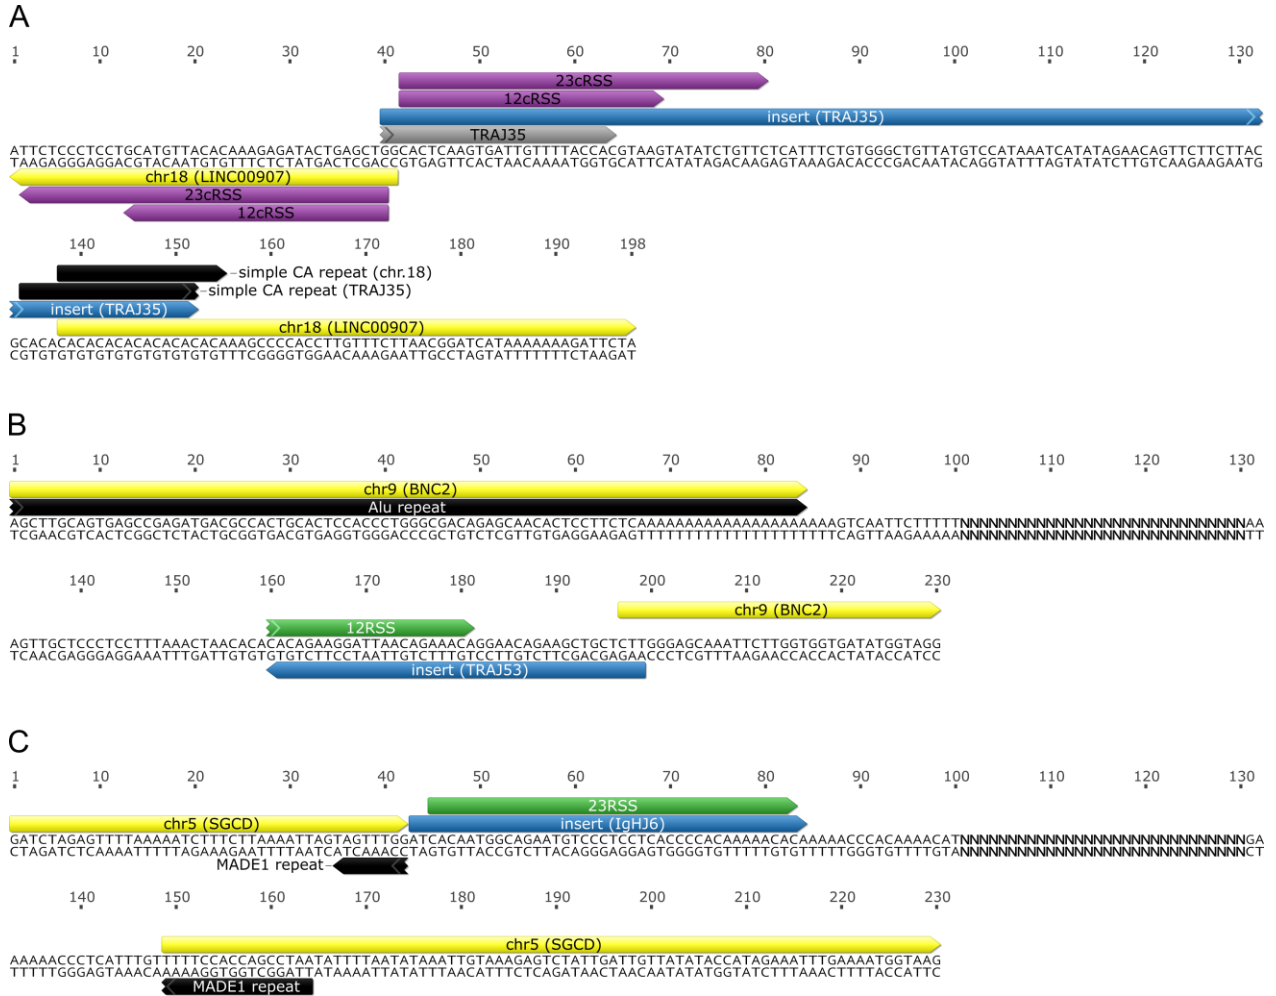 A
1 10 20 30 40 50 60 70 80 90 100 110 120 130
23cRSS
12cRSS
insert (TRAJ35)
TRAJ35
ATTCTCCCTCCTGCATGTTACACAAAGAGATACTGAGCTGGCACTCAAGTGATTGTTTTACCACGTAAGTATATCTGTTCTCATTTCTGTGGGCTGTTATGTCCATAAATCATATAGAACAGTTCTTCTTAC
TAAGAGGGAGGACGTACAATGTGTTTCTCTATGACTCGACCGTGAGTTCACTAACAAAATGGTGCATTCATATAGACAAGAGTAAAGACACCCGACAATACAGGTATTTAGTATATCTTGTCAAGAAGAATG
chr18 (LINC00907)
23cRSS
12cRSS
140 150 160 170 180 190 198
simple CA repeat (chr.18)
simple CA repeat (TRAJ35)
insert (TRAJ35)
chr18 (LINC00907)
GCACACACACACACACACACACAAAGCCCCACCTTGTTTCTTAACGGATCATAAAAAAAGATTCTA
CGTGTGTGTGTGTGTGTGTGTGTTTCGGGGTGGAACAAAGAATTGCCTAGTATTTTTTTCTAAGAT
B
1 10 20 30 40 50 60 70 80 90 100 110 120 130
chr9 (BNC2)
Alu repeat
140 150 160 170 180 190 200 210 220 230
chr9 (BNC2)
12RSS
AGTTGCTCCCTCCTTTAAACTAACACACACAGAAGGATTAACAGAAACAGGAACAGAAGCTGCTCTTGGGAGCAAATTCTTGGTGGTGATATGGTAGG
TCAACGAGGGAGGAAATTTGATTGTGTGTGTCTTCCTAATTGTCTTTGTCCTTGTCTTCGACGAGAACCCTCGTTTAAGAACCACCACTATACCATCC
insert (TRAJ53)
C
1 10 20 30 40 50 60 70 80 90 100 110 120 130
23RSS
chr5 (SGCD) insert (IgHJ6)
MADE1 repeat
140 150 160 170 180 190 200 210 220 230
chr5 (SGCD)
AAAAACCCTCATTTGTTTTTCCACCAGCCTAATATTTTAATATAAATTGTAAAGAGTCTATTGATTGTTATATACCATAGAAATTTGAAAATGGTAAG
TTTTTGGGAGTAAACAAAAAGGTGGTCGGATTATAAAATTATATTTAACATTTCTCAGATAACTAACAATATATGGTATCTTTAAACTTTTACCATTC
MADE1 repeat